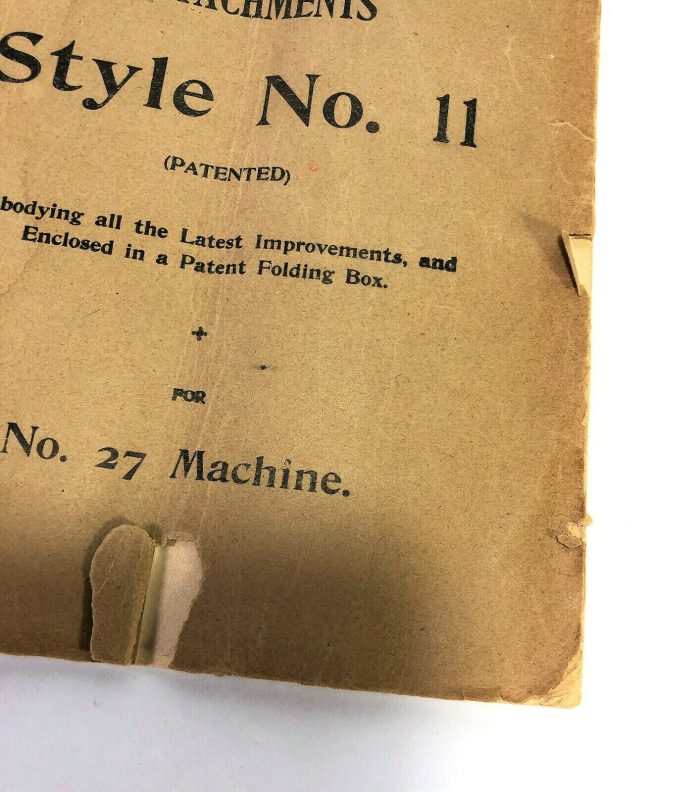 TACHMENTS
Style No. 11
(PATENTED)
bodying all the Latest Improvements, and
Enclosed in a Patent Folding Box.
FOR
No. 27 Machine.